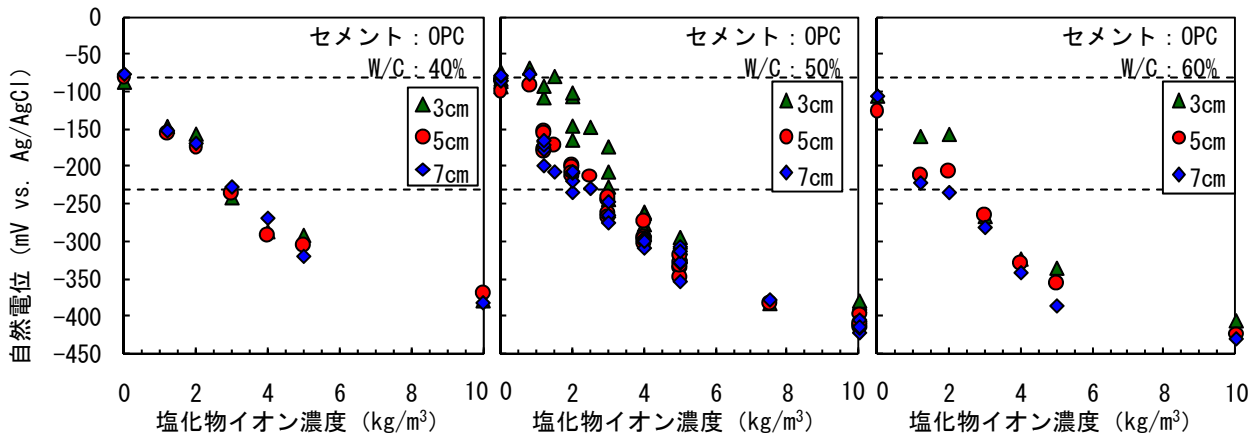 自然電位 (mV vs. Ag/AgCl)
0
-50
-100
-150
-200
-250
-300
-350
-400
-450
セメント：OPC
W/C：40%
3cm
5cm
7cm
0 2 4 6 8 10
塩化物イオン濃度 (kg/m³)
セメント：OPC
W/C：50%
3cm
5cm
7cm
0 2 4 6 8 10
塩化物イオン濃度 (kg/m³)
セメント：OPC
W/C：60%
3cm
5cm
7cm
0 2 4 6 8 10
塩化物イオン濃度 (kg/m³)